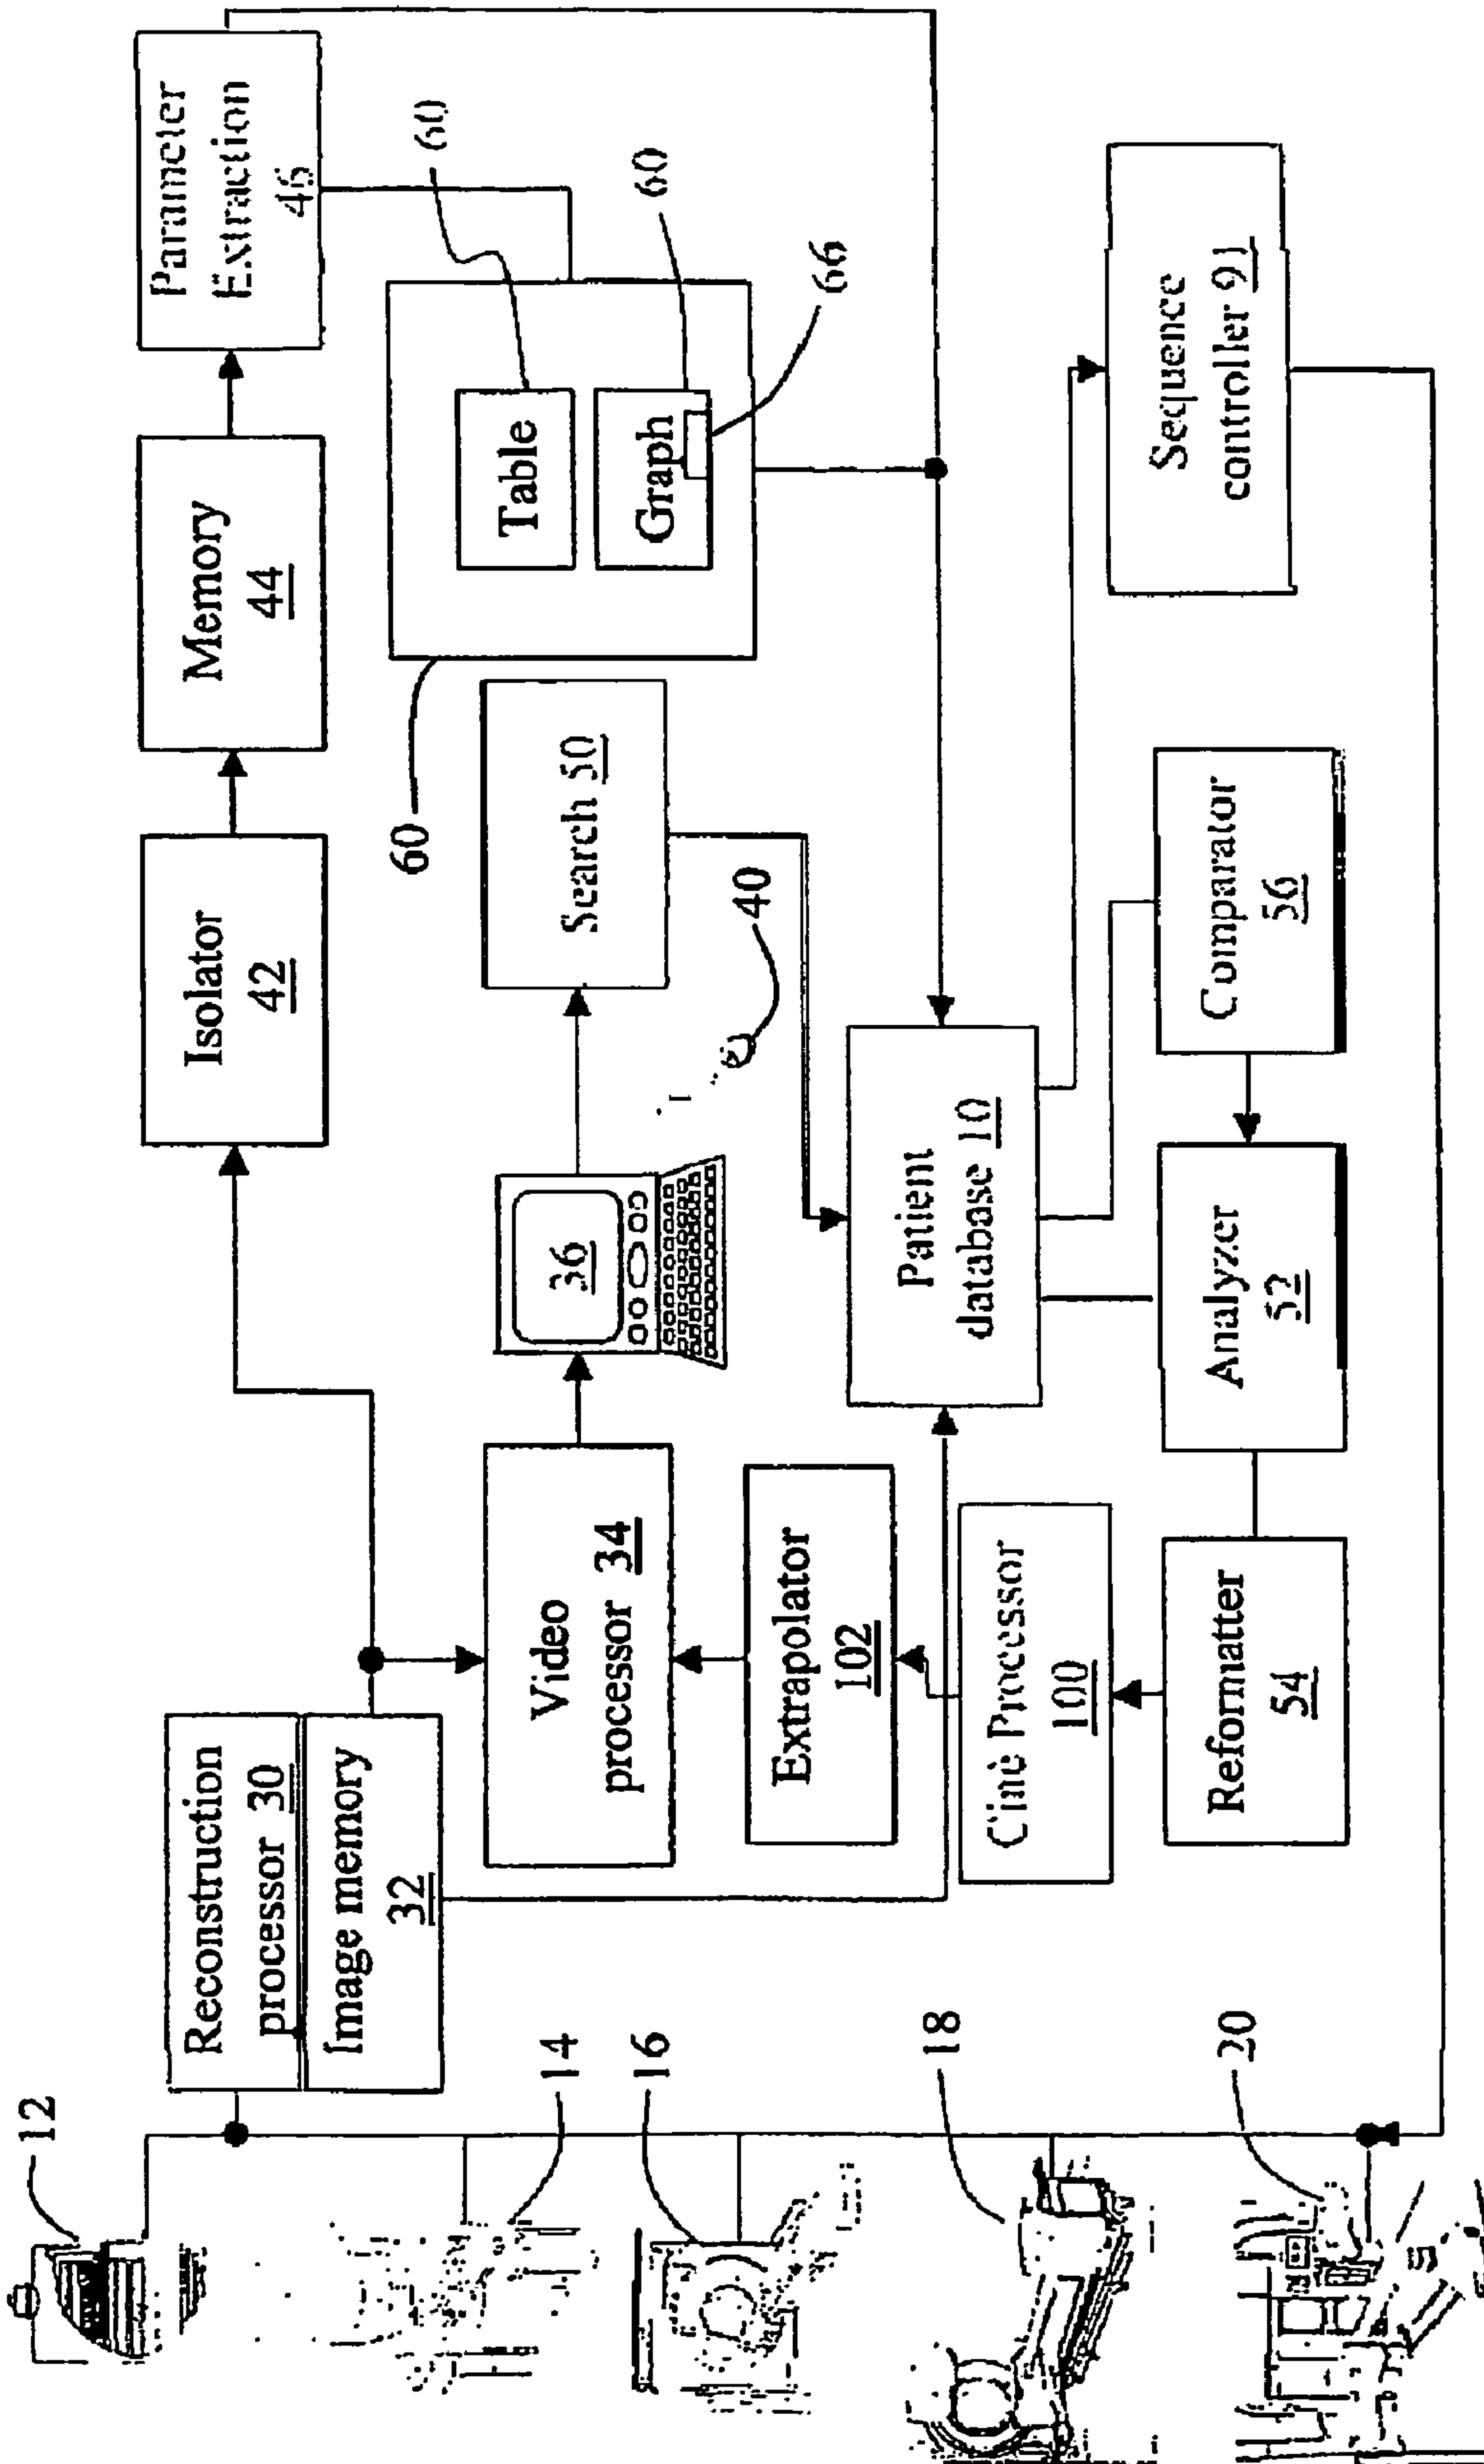 12
14
16
18
20
Reconstruction
processor 30
Image memory
32
Isolator
42
Memory
44
Parameter
Extraction
46
Video
processor 34
36
Search 50
40
60
Table
60
Graph
60
66
Extrapolator
102
Cine Processor
100
Patient
database 10
Reformatter
54
Analyzer
52
Comparator
56
Sequence
controller 91